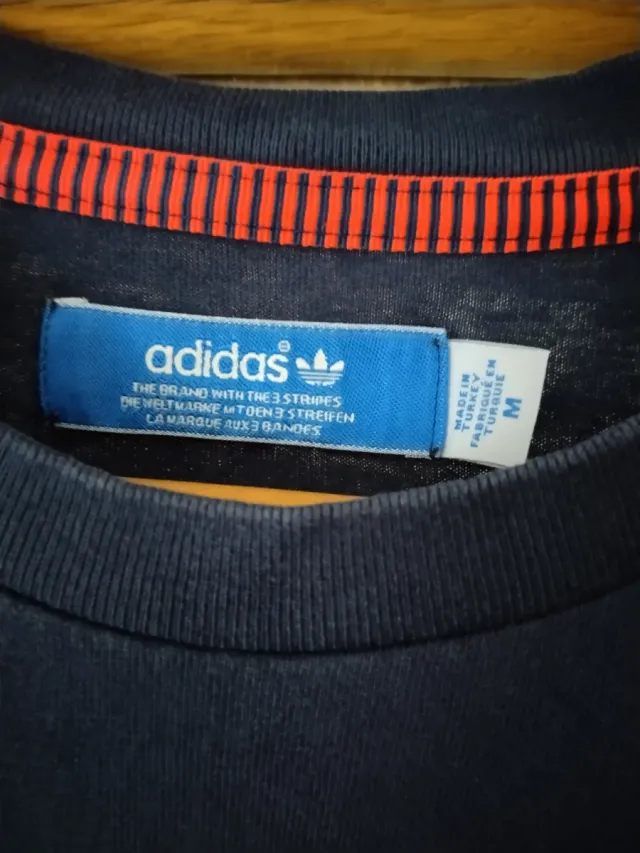 adidas®
THE BRAND WITH THE 3 STRIPES
DIE WELTMARKE MIT DEN 3 STREIFEN
LA MARQUE AUX 3 BANDES
MADE IN
TURKEY
FABRIQUÉ EN
TURQUIE
M